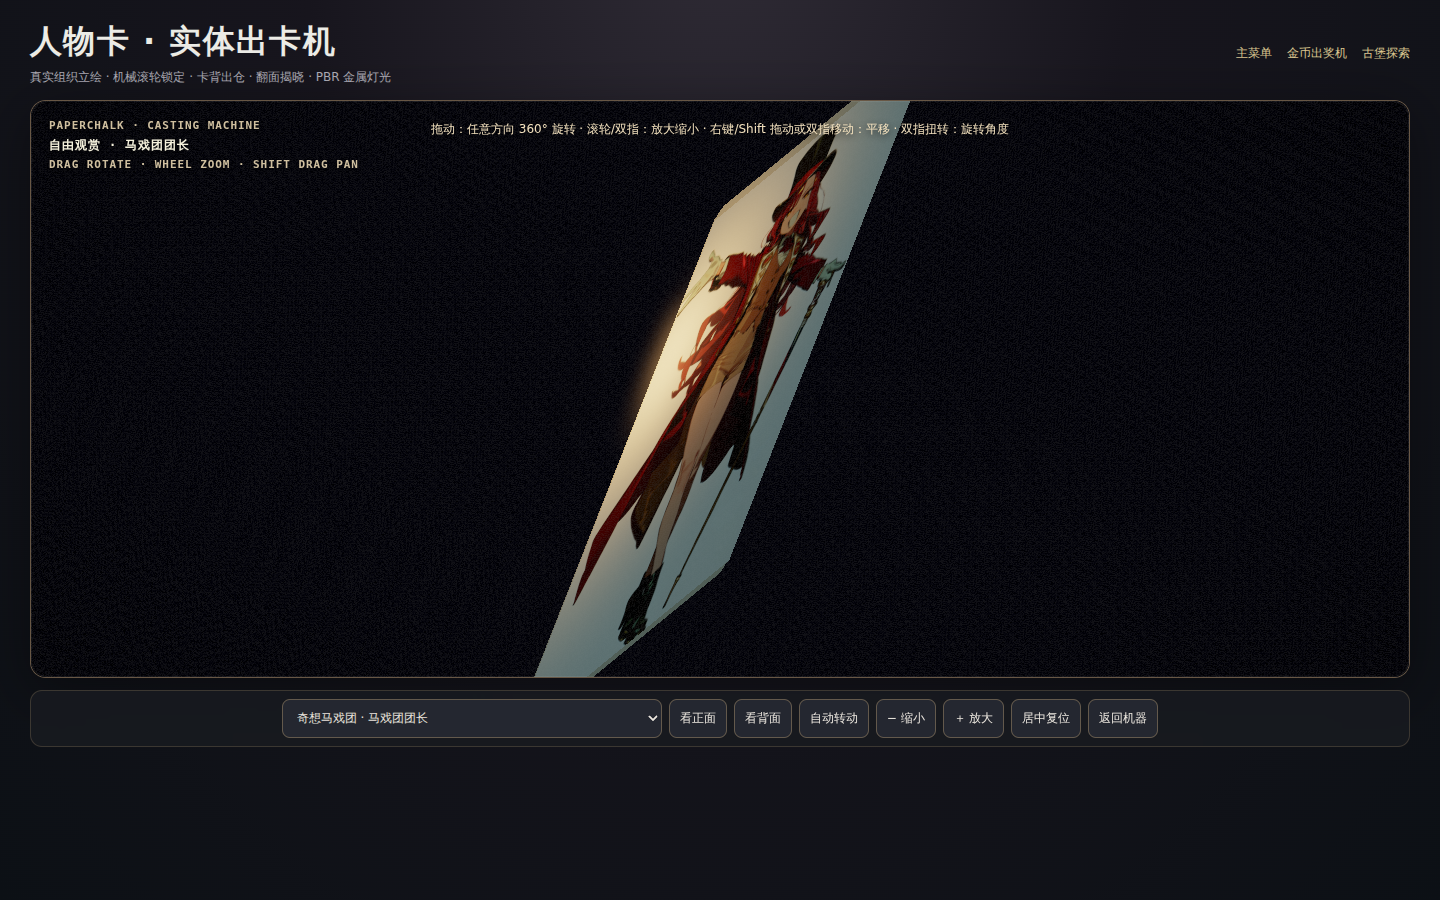 人物卡 · 实体出卡机
真实组织立绘 · 机械滚轮锁定 · 卡背出仓 · 翻面揭晓 · PBR 金属灯光
主菜单 金币出奖机 古堡探索
PAPERCHALK · CASTING MACHINE
自由观赏 · 马戏团团长
DRAG ROTATE · WHEEL ZOOM · SHIFT DRAG PAN
拖动：任意方向 360° 旋转 · 滚轮/双指：放大缩小 · 右键/Shift 拖动或双指移动：平移 · 双指扭转：旋转角度
奇想马戏团 · 马戏团团长
看正面 看背面 自动转动 − 缩小 + 放大 居中复位 返回机器